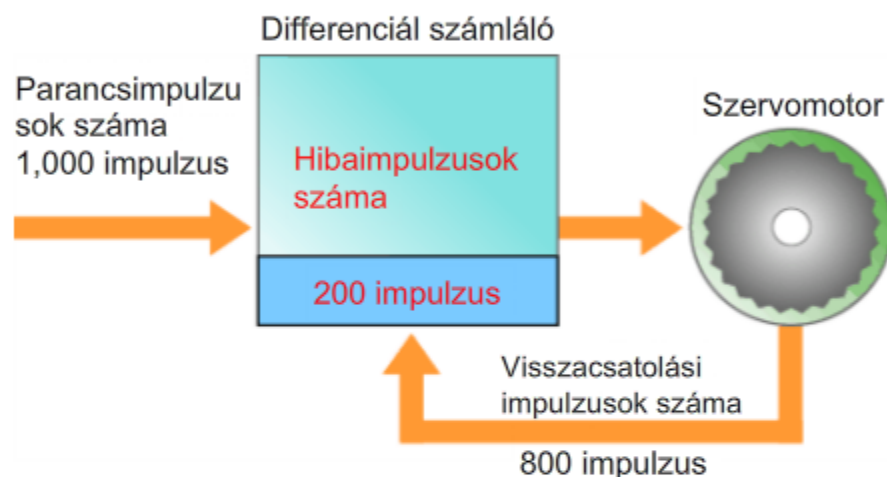 Differenciál számláló
Parancsimpulzu
sok száma
1,000 impulzus
Hibaimpulzusok
száma
200 impulzus
Szervomotor
Visszacsatolási
impulzusok száma
800 impulzus